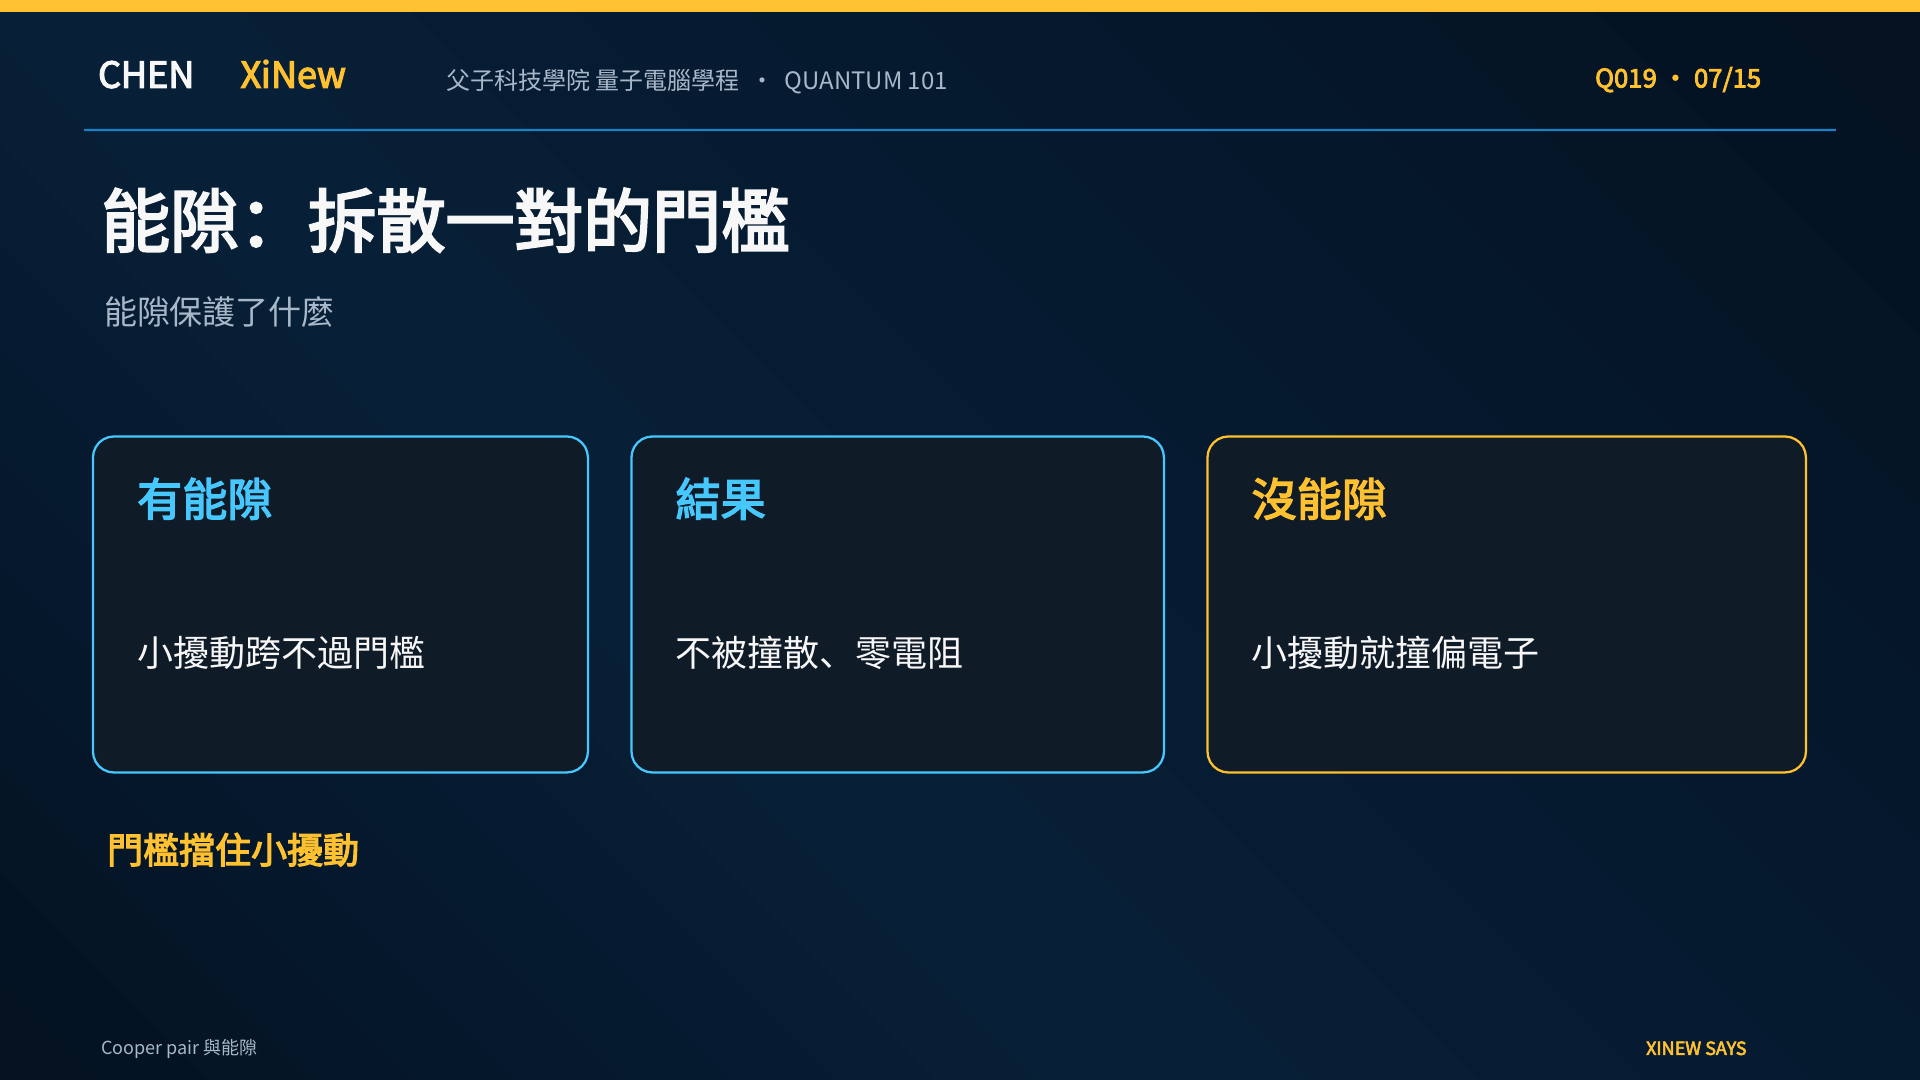 CHEN XiNew 父子科技學院 量子電腦學程 • QUANTUM 101 Q019 • 07/15
能隙：拆散一對的門檻
能隙保護了什麼
有能隙
小擾動跨不過門檻
結果
不被撞散、零電阻
沒能隙
小擾動就撞偏電子
門檻擋住小擾動
Cooper pair 與能隙
XINEW SAYS